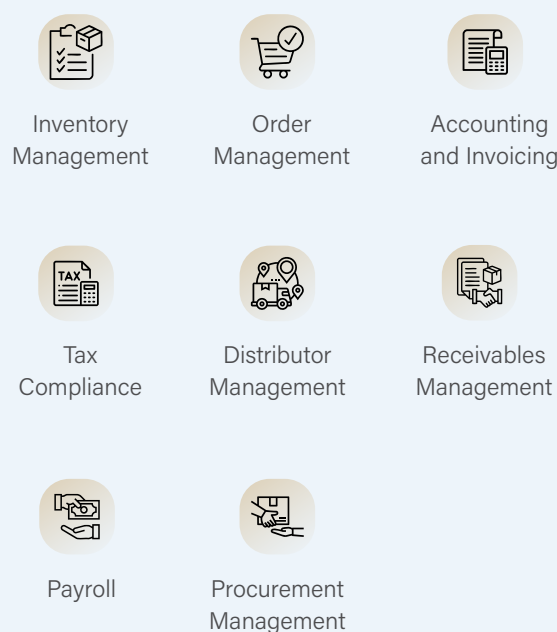 Inventory
Management
Order
Management
Accounting
and Invoicing
TAX
Tax
Compliance
Distributor
Management
Receivables
Management
Payroll
Procurement
Management